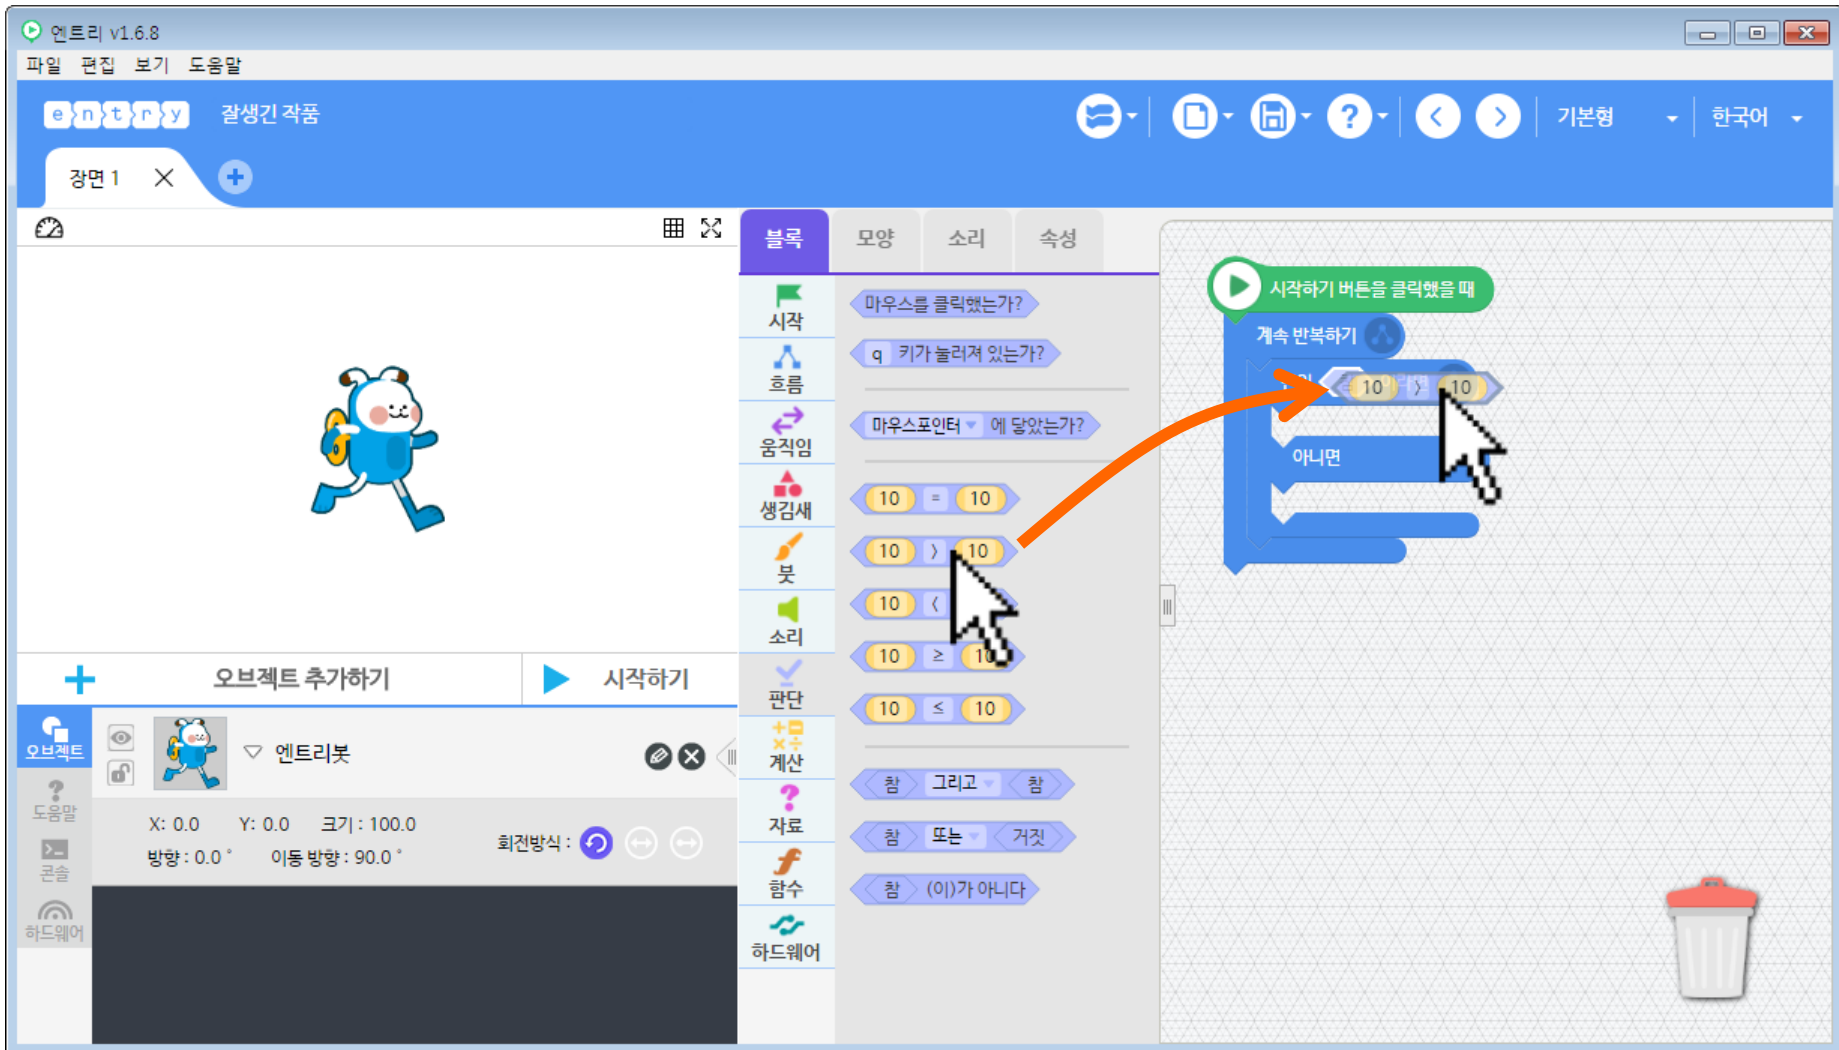 엔트리 v1.6.8
파일 편집 보기 도움말
entry 잘생긴 작품
기본형
한국어
장면 1
블록 모양 소리 속성
시작
흐름
움직임
생김새
붓
소리
판단
계산
자료
함수
하드웨어
마우스를 클릭했는가?
q 키가 눌러져 있는가?
마우스포인터 에 닿았는가?
10 = 10
10 > 10
10 <
10 ≥ 10
10 ≤ 10
참 그리고 참
참 또는 거짓
참 (이)가 아니다
시작하기 버튼을 클릭했을 때
계속 반복하기
10 > 10
아니면
오브젝트 추가하기
시작하기
오브젝트
도움말
콘솔
하드웨어
엔트리봇
X: 0.0 Y: 0.0 크기 : 100.0
방향 : 0.0 ° 이동 방향 : 90.0 °
회전방식 :